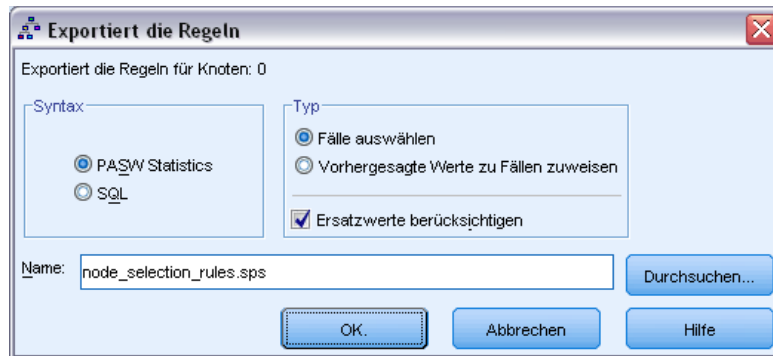 Exportiert die Regeln
Exportiert die Regeln für Knoten: 0
Syntax
PASW Statistics
SQL
Typ
Fälle auswählen
Vorhergesagte Werte zu Fällen zuweisen
Ersatzwerte berücksichtigen
Name: node_selection_rules.sps
Durchsuchen...
OK. Abbrechen Hilfe